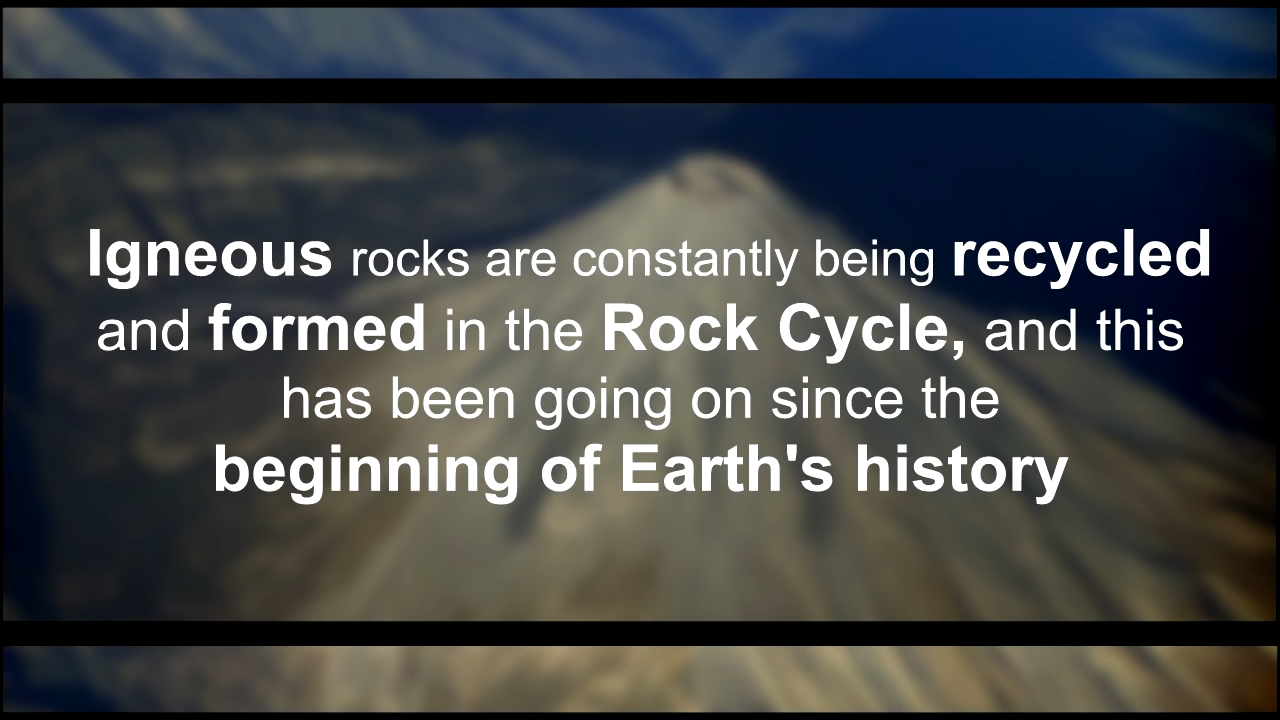 Igneous rocks are constantly being recycled
and formed in the Rock Cycle, and this
has been going on since the
beginning of Earth's history